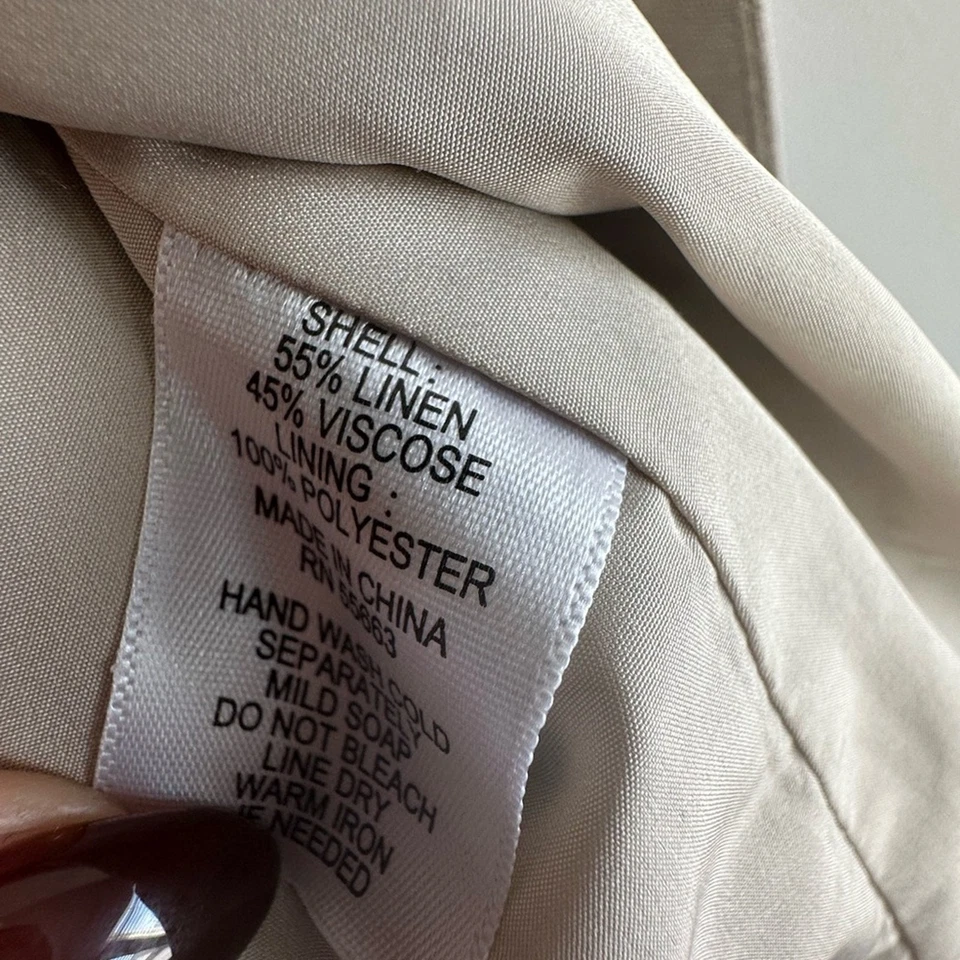 SHELL :
55% LINEN
45% VISCOSE
LINING :
100% POLYESTER
MADE IN CHINA
RN 55663
HAND WASH COLD
SEPARATELY
MILD SOAP
DO NOT BLEACH
LINE DRY
WARM IRON
IF NEEDED